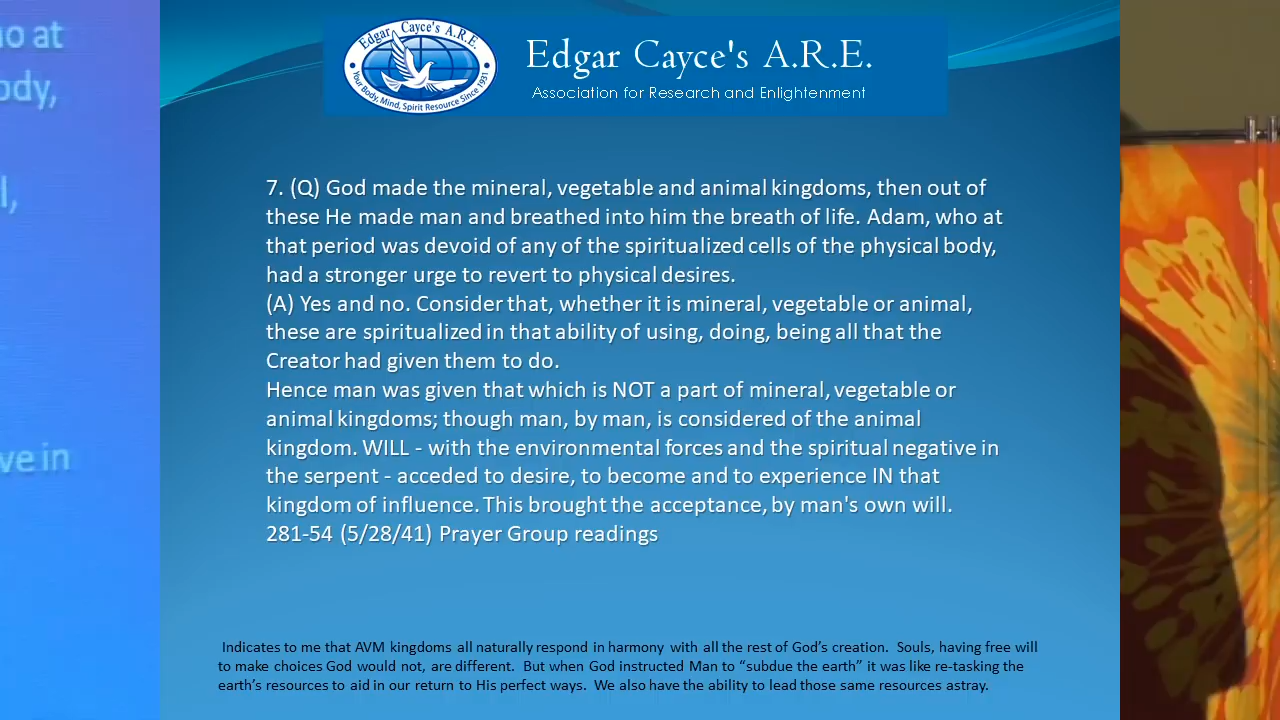 no at
ody,
l,
ve in
Edgar Cayce's A.R.E.
Your Body, Mind, Spirit Resource Since 1931
Edgar Cayce's A.R.E.
Association for Research and Enlightenment
7. (Q) God made the mineral, vegetable and animal kingdoms, then out of
these He made man and breathed into him the breath of life. Adam, who at
that period was devoid of any of the spiritualized cells of the physical body,
had a stronger urge to revert to physical desires.
(A) Yes and no. Consider that, whether it is mineral, vegetable or animal,
these are spiritualized in that ability of using, doing, being all that the
Creator had given them to do.
Hence man was given that which is NOT a part of mineral, vegetable or
animal kingdoms; though man, by man, is considered of the animal
kingdom. WILL - with the environmental forces and the spiritual negative in
the serpent - acceded to desire, to become and to experience IN that
kingdom of influence. This brought the acceptance, by man's own will.
281-54 (5/28/41) Prayer Group readings
Indicates to me that AVM kingdoms all naturally respond in harmony with all the rest of God’s creation. Souls, having free will
to make choices God would not, are different. But when God instructed Man to “subdue the earth” it was like re-tasking the
earth’s resources to aid in our return to His perfect ways. We also have the ability to lead those same resources astray.